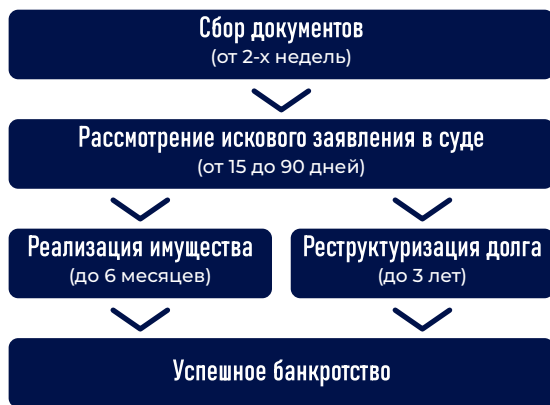 Сбор документов
(от 2-х недель)
Рассмотрение искового заявления в суде
(от 15 до 90 дней)
Реализация имущества
(до 6 месяцев)
Реструктуризация долга
(до 3 лет)
Успешное банкротство